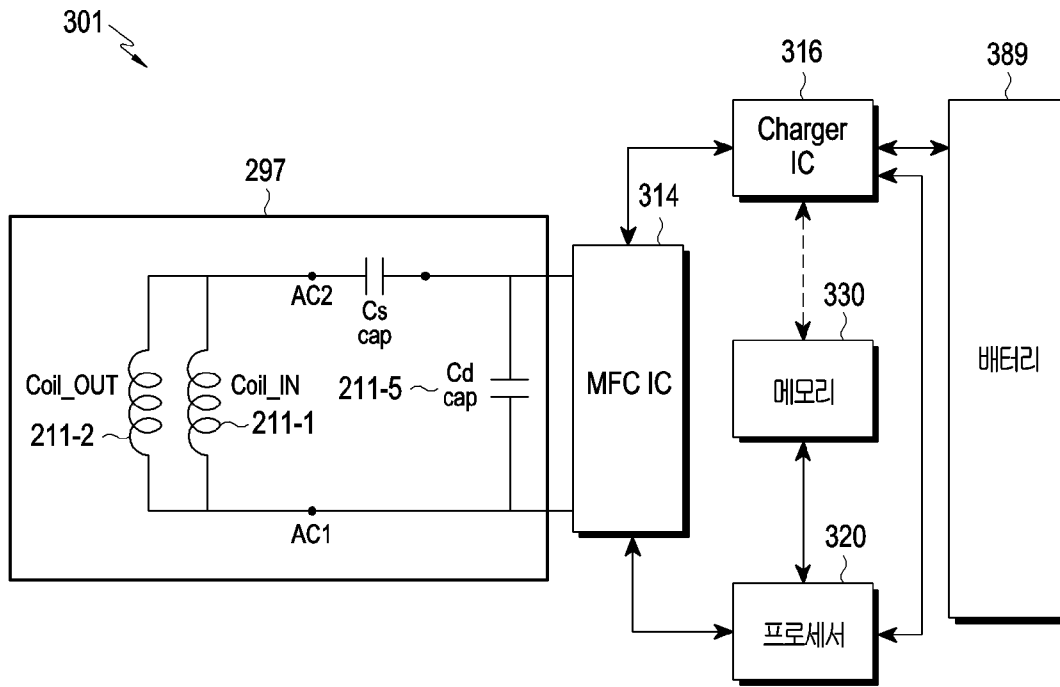 301
316
389
Charger
IC
297
314
AC2
Cs
cap
330
Coil_OUT
Coil_IN
211-5
Cd
cap
MFC IC
메모리
배터리
211-2
211-1
AC1
320
프로세서